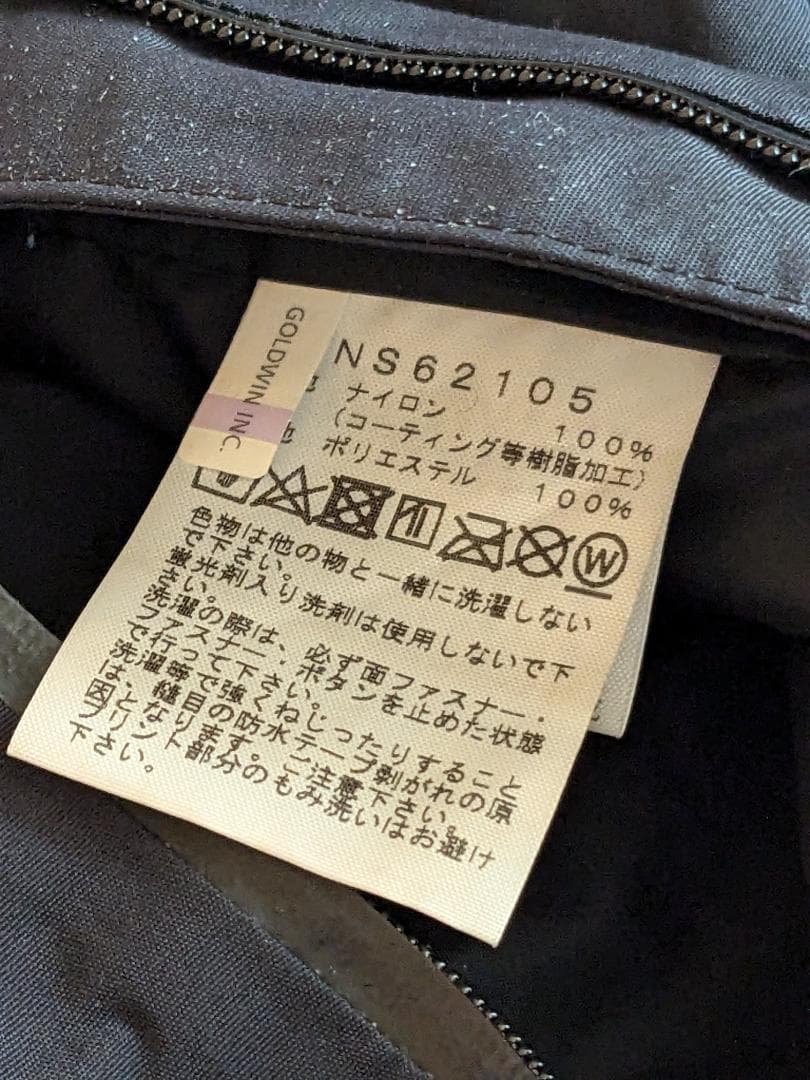 GOLDWIN INC.
NS62105
ナイロン 100%
(コーティング等樹脂加工)
地 ポリエステル 100%
W
色物は他の物と一緒に洗濯しない
で下さい。
蛍光剤入り洗剤は使用しないで下
さい。
洗濯の際は、必ず面ファスナー・
ファスナー・ボタンを止めた状態
で行って下さい。
洗濯等で強くねじったりすること
は、縫目の防水テープ剥がれの原
因となります。ご注意下さい。
プリント部分のもみ洗いはお避け
下さい。